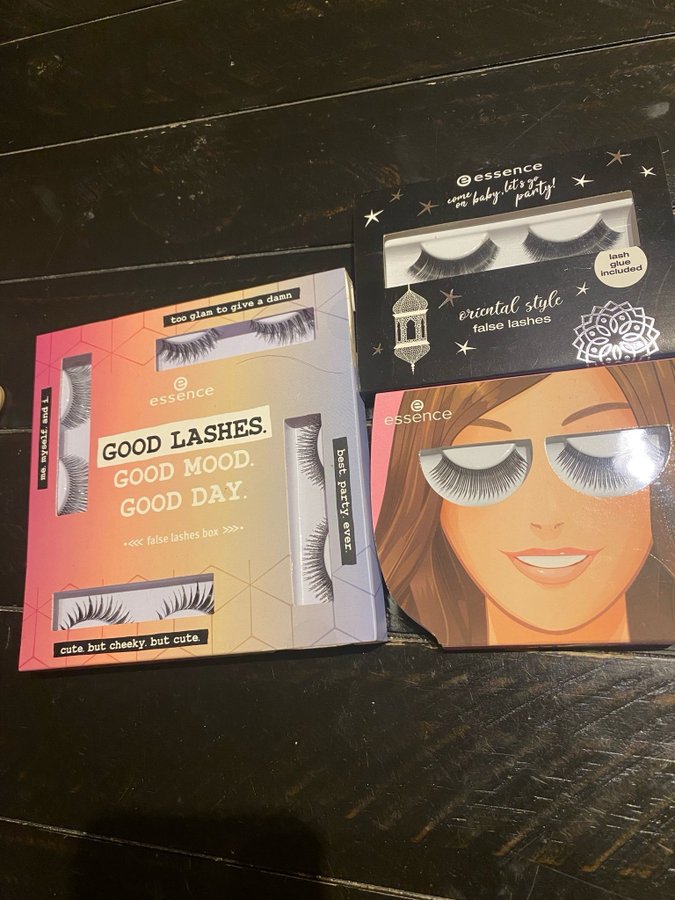 essence
come on baby, let's go party!
lash
glue
included
oriental style
false lashes
too glam to give a damn
essence
GOOD LASHES.
GOOD MOOD.
GOOD DAY.
•<<< false lashes box >>>•
me. myself. and i.
best. party. ever.
cute. but cheeky. but cute.
essence